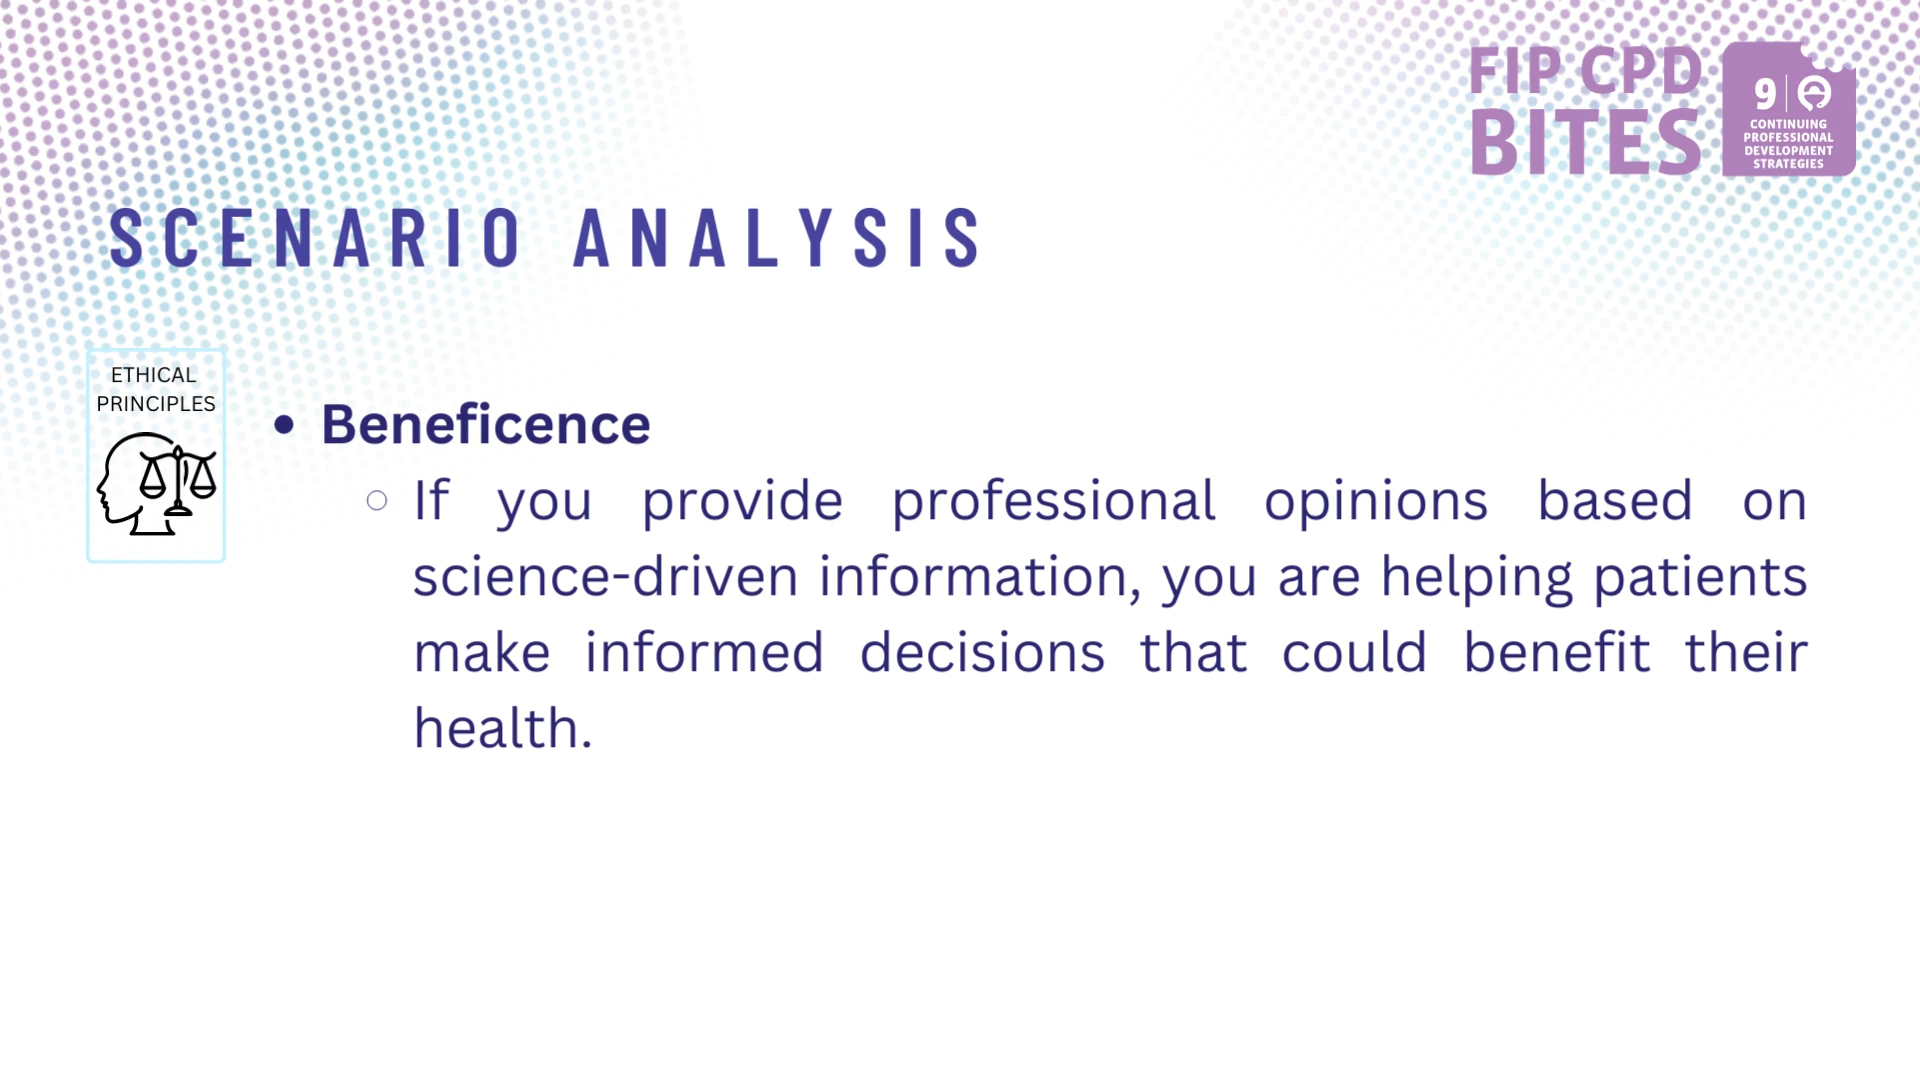 FIP CPD
BITES
9
CONTINUING
PROFESSIONAL
DEVELOPMENT
STRATEGIES
SCENARIO ANALYSIS
ETHICAL
PRINCIPLES
• Beneficence
○ If you provide professional opinions based on
science-driven information, you are helping patients
make informed decisions that could benefit their
health.